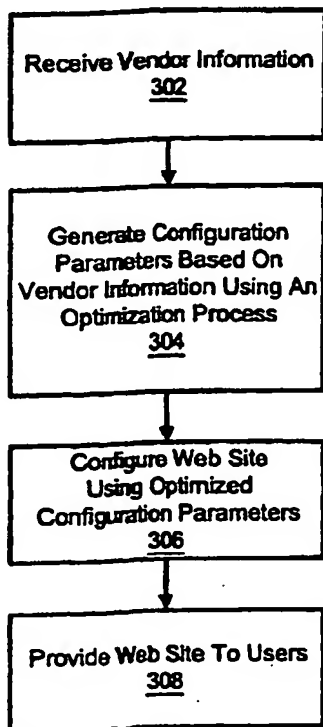 Receive Vendor Information
302
Generate Configuration
Parameters Based On
Vendor Information Using An
Optimization Process
304
Configure Web Site
Using Optimized
Configuration Parameters
306
Provide Web Site To Users
308